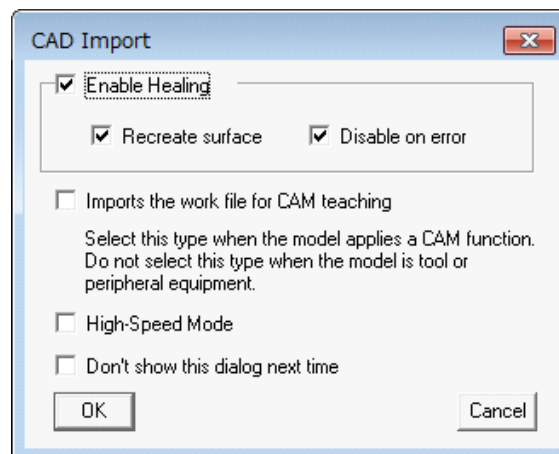 CAD Import
Enable Healing
Recreate surface Disable on error
Imports the work file for CAM teaching
Select this type when the model applies a CAM function.
Do not select this type when the model is tool or
peripheral equipment.
High-Speed Mode
Don't show this dialog next time
OK Cancel